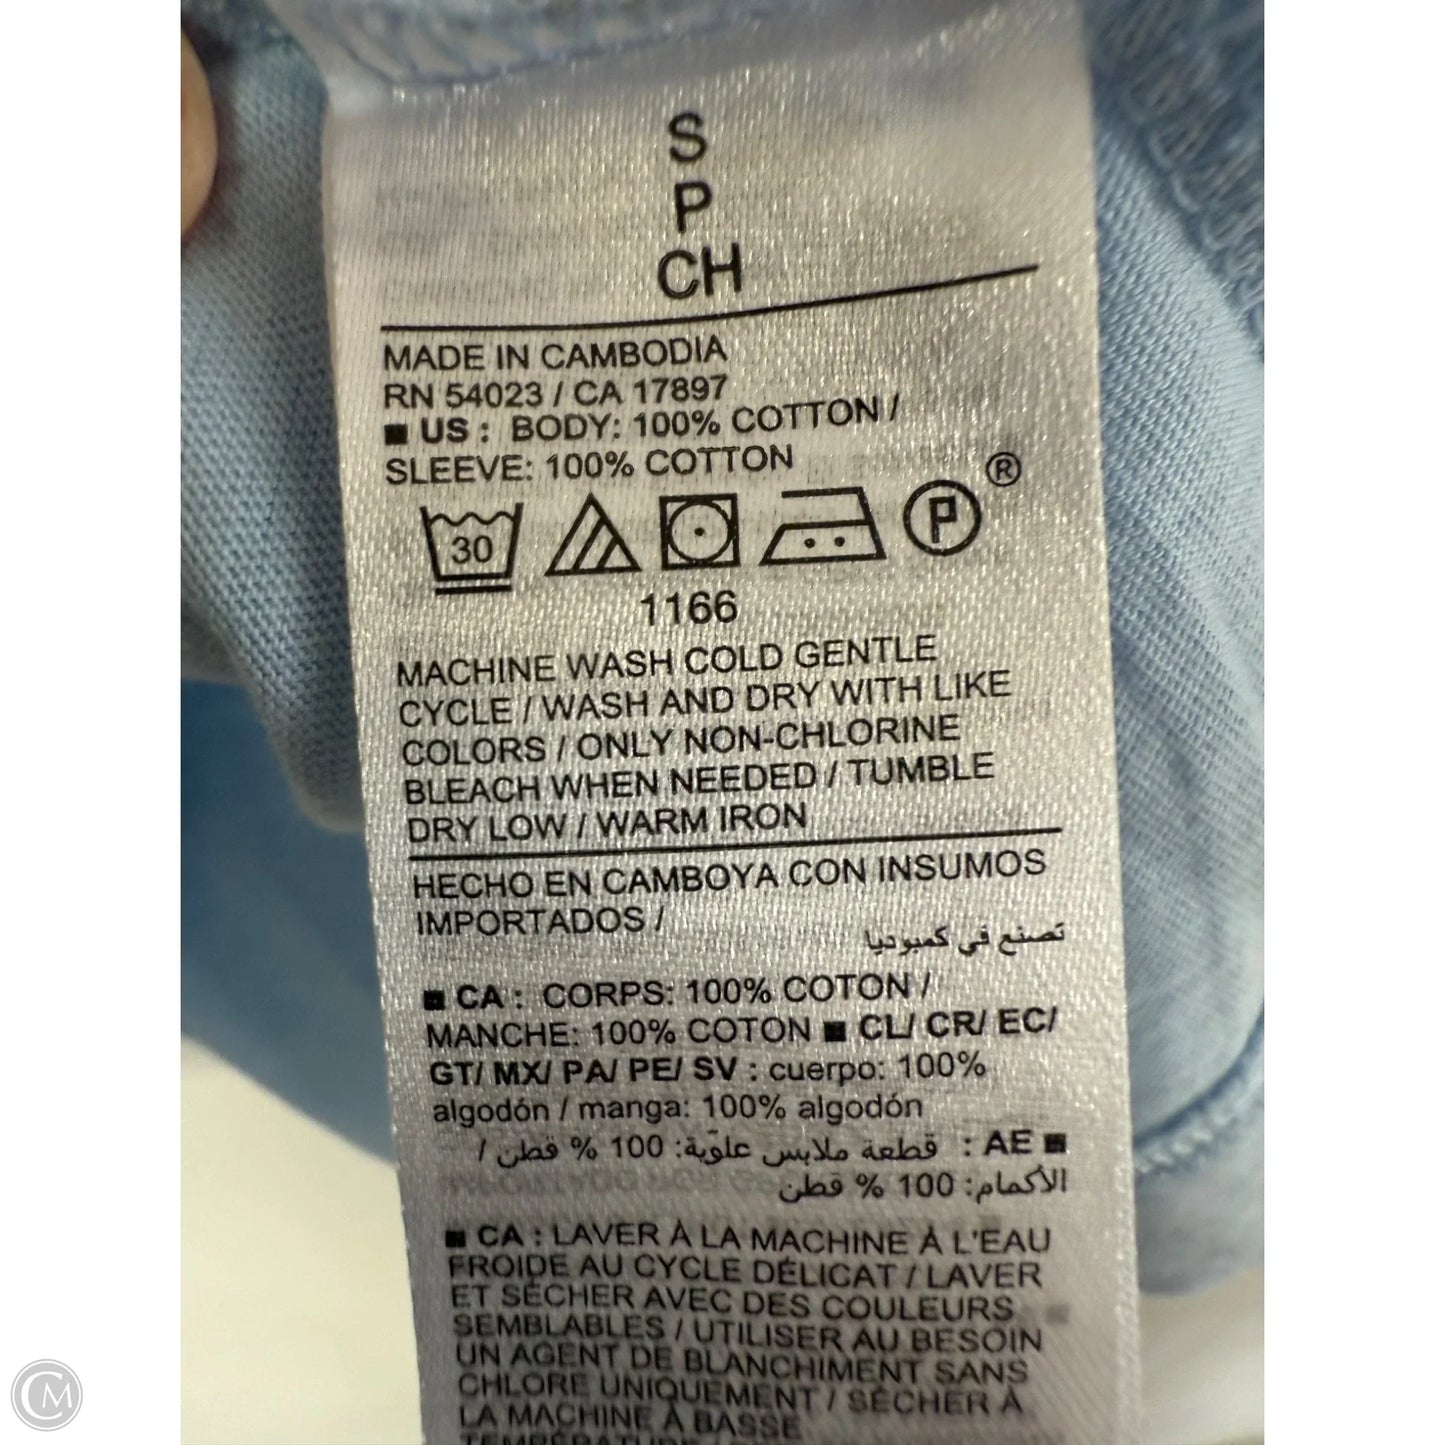 S
P
CH
MADE IN CAMBODIA
RN 54023 / CA 17897
■ US : BODY: 100% COTTON /
SLEEVE: 100% COTTON
30
P ®
1166
MACHINE WASH COLD GENTLE
CYCLE / WASH AND DRY WITH LIKE
COLORS / ONLY NON-CHLORINE
BLEACH WHEN NEEDED / TUMBLE
DRY LOW / WARM IRON
HECHO EN CAMBOYA CON INSUMOS
IMPORTADOS /
تصنع في كمبوديا
■ CA : CORPS: 100% COTON /
MANCHE: 100% COTON ■ CL/ CR/ EC/
GT/ MX/ PA/ PE/ SV : cuerpo: 100%
algodón / manga: 100% algodón
■ AE : قطعة ملابس علويّة: 100 % قطن /
الأكمام: 100 % قطن
■ CA : LAVER À LA MACHINE À L'EAU
FROIDE AU CYCLE DÉLICAT / LAVER
ET SÉCHER AVEC DES COULEURS
SEMBLABLES / UTILISER AU BESOIN
UN AGENT DE BLANCHIMENT SANS
CHLORE UNIQUEMENT / SÉCHER À
LA MACHINE À BASSE
CM